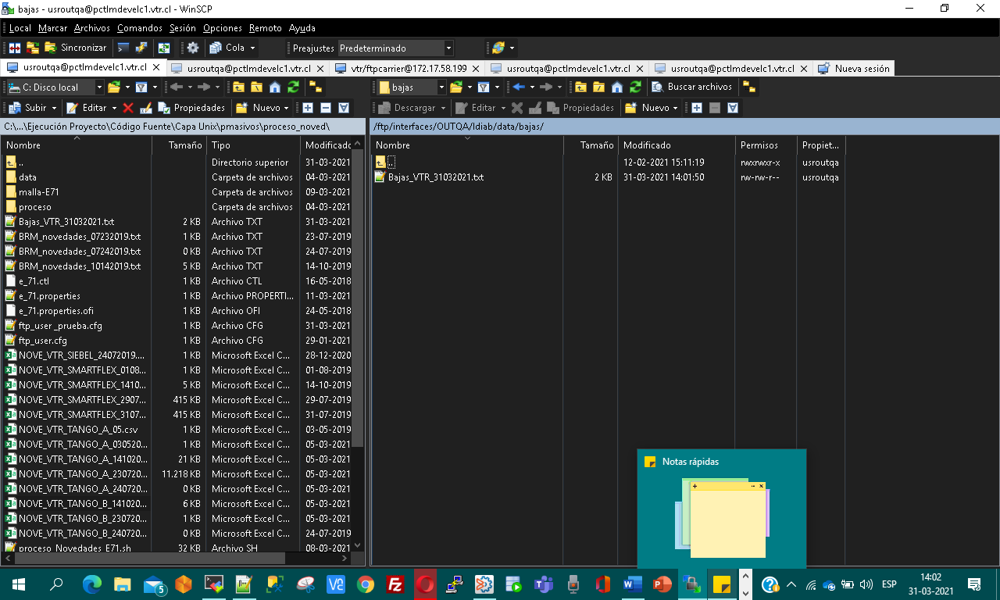 bajas - usroutqa@pctlmdevelc1.vtr.cl - WinSCP
Local Marcar Archivos Comandos Sesión Opciones Remoto Ayuda
Sincronizar Cola Preajustes Predeterminado
usroutqa@pctlmdevelc1.vtr.cl usroutqa@pctlmdevelc1.vtr.cl vtr/ftpcarrier@172.17.58.199 usroutqa@pctlmdevelc1.vtr.cl usroutqa@pctlmdevelc1.vtr.cl Nueva sesión
C: Disco local bajas Buscar archivos
Subir Editar Propiedades Nuevo Descargar Editar Propiedades Nuevo
C:\...\Ejecución Proyecto\Código Fuente\Capa Unix\pmasivos\proceso_noved\ /ftp/interfaces/OUTQA/ldiab/data/bajas/
Nombre Tamaño Tipo Modificado Nombre Tamaño Modificado Permisos Propiet...
.. Directorio superior 31-03-2021 .. 12-02-2021 15:11:19 rwxrwxr-x usroutqa
data Carpeta de archivos 04-03-2021 Bajas_VTR_31032021.txt 2 KB 31-03-2021 14:01:50 rw-rw-r-- usroutqa
malla-E71 Carpeta de archivos 09-03-2021
proceso Carpeta de archivos 04-03-2021
Bajas_VTR_31032021.txt 2 KB Archivo TXT 31-03-2021
BRM_novedades_07232019.txt 1 KB Archivo TXT 23-07-2019
BRM_novedades_07242019.txt 0 KB Archivo TXT 24-07-2019
BRM_novedades_10142019.txt 5 KB Archivo TXT 14-10-2019
e_71.ctl 1 KB Archivo CTL 16-05-2018
e_71.properties 1 KB Archivo PROPERTI... 11-03-2021
e_71.properties.ofi 1 KB Archivo OFI 24-05-2018
ftp_user _prueba.cfg 1 KB Archivo CFG 31-03-2021
ftp_user.cfg 1 KB Archivo CFG 29-01-2021
NOVE_VTR_SIEBEL_24072019.... 1 KB Microsoft Excel C... 28-12-2020
NOVE_VTR_SMARTFLEX_0108... 1 KB Microsoft Excel C... 01-08-2019
NOVE_VTR_SMARTFLEX_1410... 5 KB Microsoft Excel C... 14-10-2019
NOVE_VTR_SMARTFLEX_2907... 415 KB Microsoft Excel C... 29-07-2019
NOVE_VTR_SMARTFLEX_3107... 415 KB Microsoft Excel C... 31-07-2019
NOVE_VTR_TANGO_A_05.csv 1 KB Microsoft Excel C... 03-05-2019
NOVE_VTR_TANGO_A_030520... 1 KB Microsoft Excel C... 05-03-2021
NOVE_VTR_TANGO_A_141020... 21 KB Microsoft Excel C... 05-03-2021
NOVE_VTR_TANGO_A_230720... 11.218 KB Microsoft Excel C... 05-03-2021
NOVE_VTR_TANGO_A_240720... 0 KB Microsoft Excel C... 05-03-2021
NOVE_VTR_TANGO_B_141020... 6 KB Microsoft Excel C... 05-03-2021
NOVE_VTR_TANGO_B_230720... 1 KB Microsoft Excel C... 05-03-2021
NOVE_VTR_TANGO_B_240720... 0 KB Microsoft Excel C... 24-07-2019
proceso_Novedades_E71.sh 32 KB Archivo SH 08-03-2021
Notas rápidas
ESP
14:02
31-03-2021